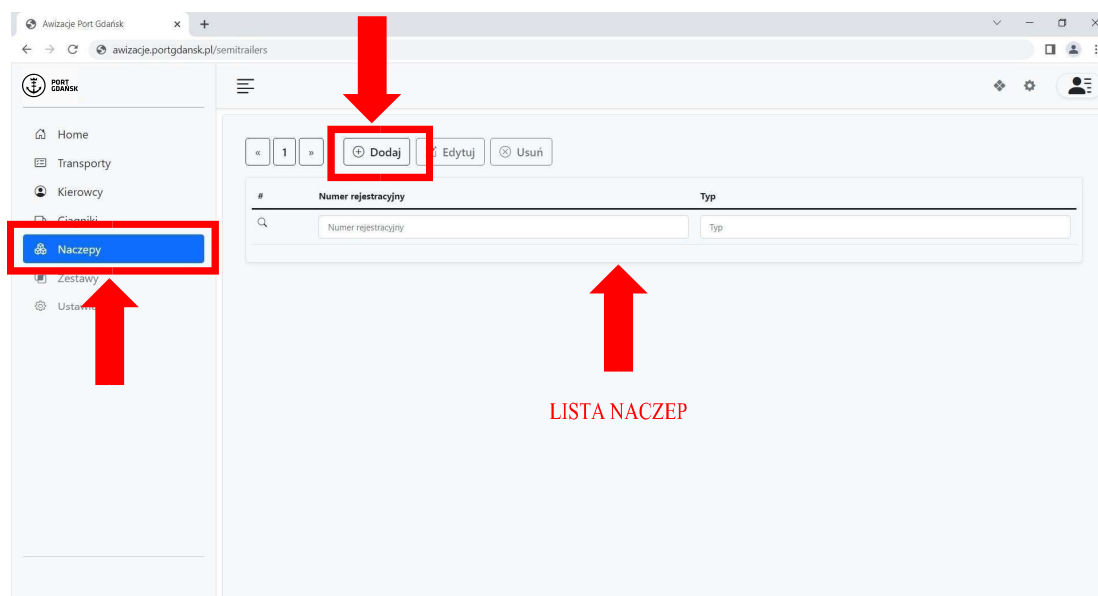 Awizacje Port Gdańsk
awizacje.portgdansk.pl/semitrailers
PORT
GDAŃSK
Home
Transporty
Kierowcy
Ciągniki
Naczepy
Zestawy
« 1 » Dodaj Edytuj Usuń
# Numer rejestracyjny Typ
Numer rejestracyjny Typ
LISTA NACZEP